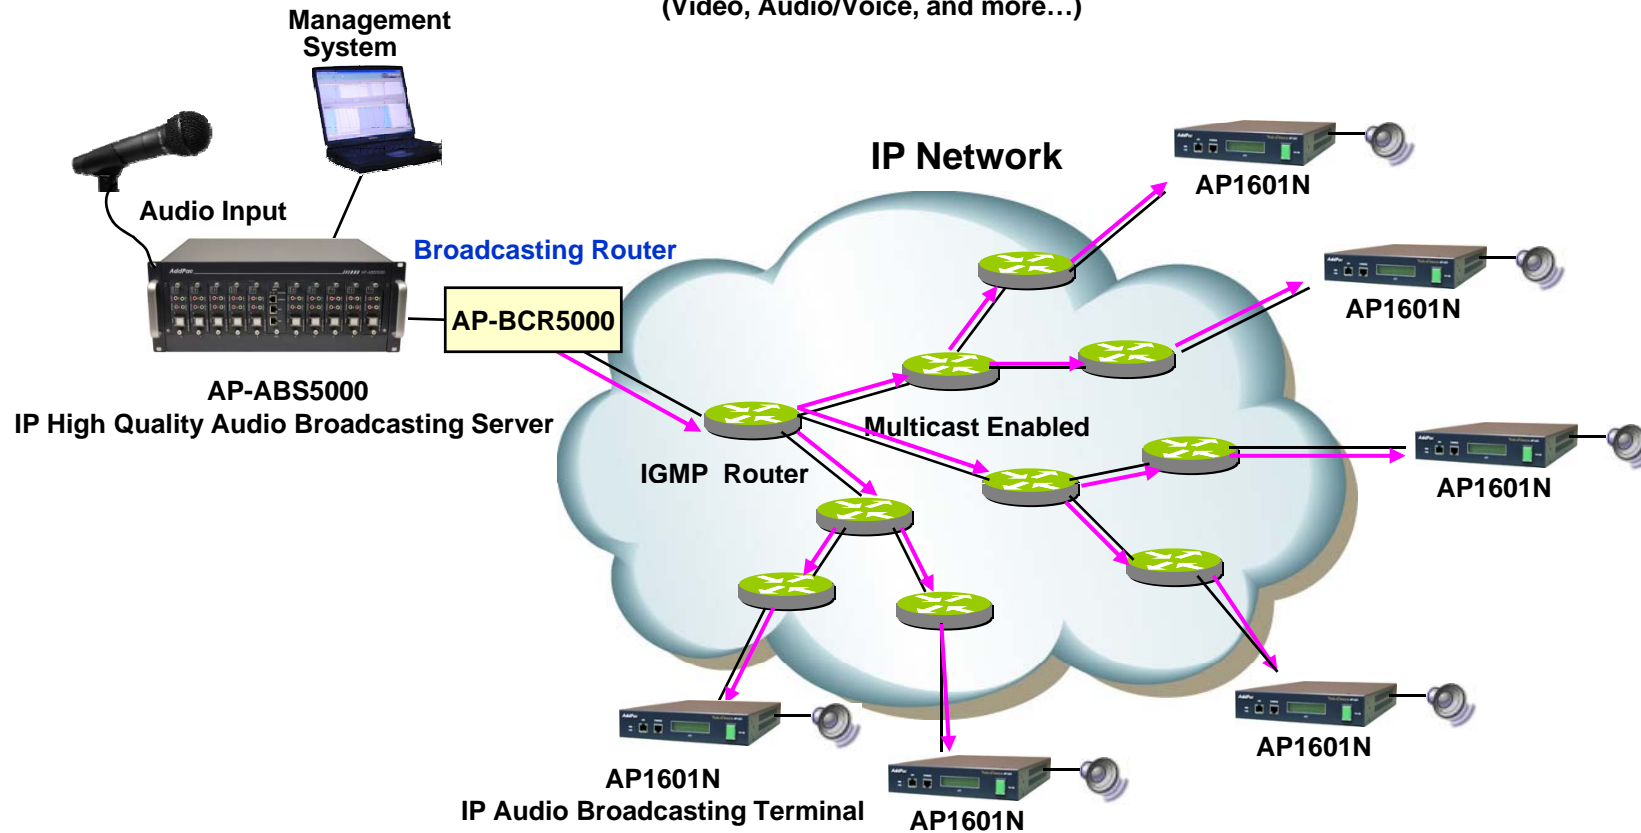 (Video, Audio/Voice, and more…)
Management
System
Audio Input
IP Network
AP1601N
Broadcasting Router
AddPac
AP-BCR5000
AP1601N
AP-ABS5000
IP High Quality Audio Broadcasting Server
Multicast Enabled
IGMP Router
AP1601N
AP1601N
AP1601N
IP Audio Broadcasting Terminal
AP1601N